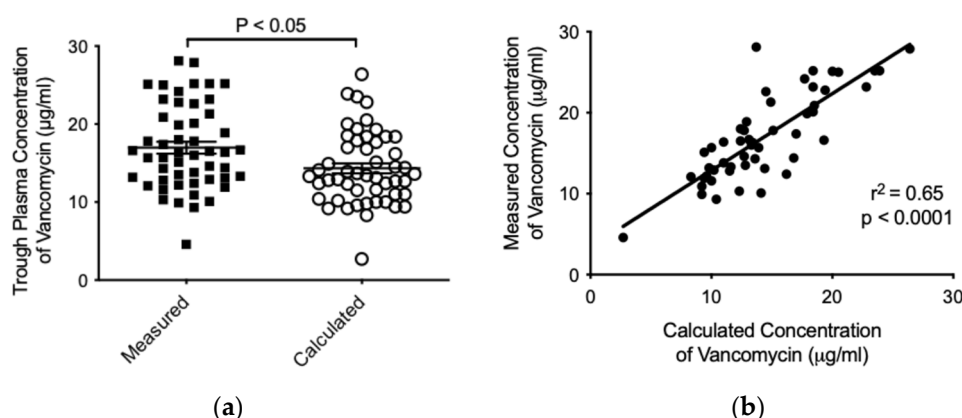 P < 0.05
Trough Plasma Concentration
of Vancomycin (μg/ml)
30
20
10
0
Measured
Calculated
(a)
Measured Concentration
of Vancomycin (μg/ml)
30
20
10
0
r² = 0.65
p < 0.0001
0
10
20
30
Calculated Concentration
of Vancomycin (μg/ml)
(b)